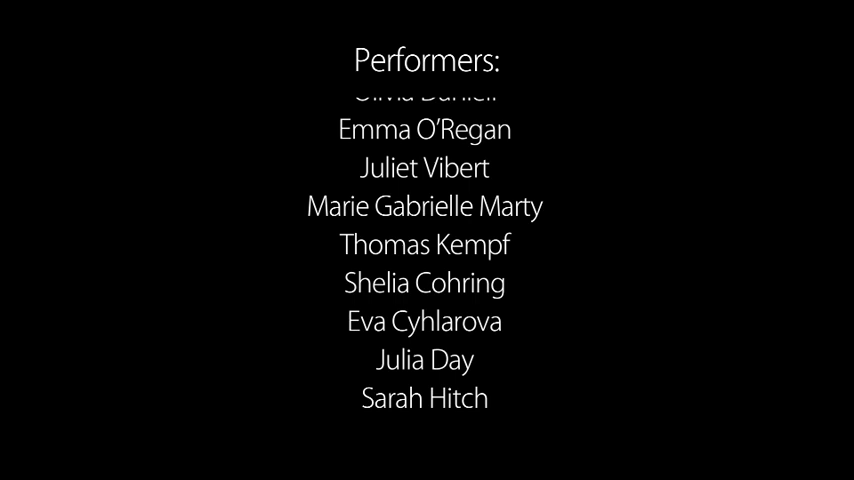 Performers:
Emma O'Regan
Juliet Vibert
Marie Gabrielle Marty
Thomas Kempf
Shelia Cohring
Eva Cyhlarova
Julia Day
Sarah Hitch